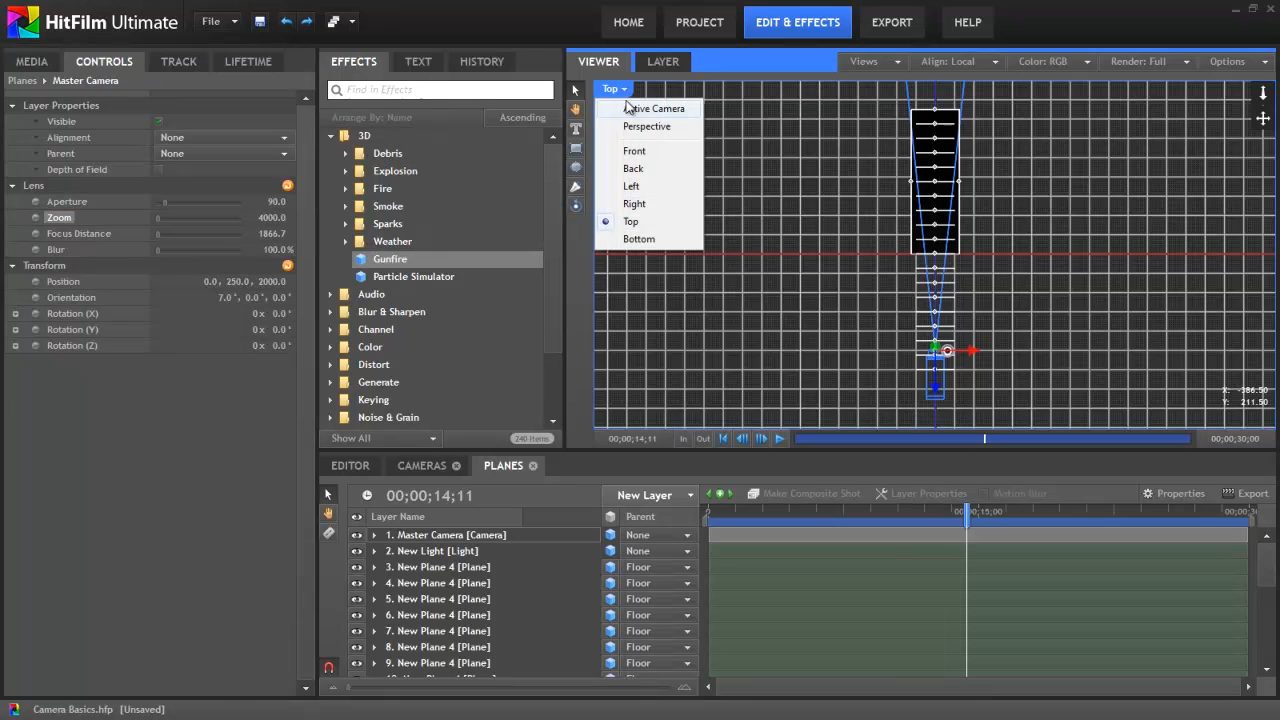 HitFilm Ultimate
File
HOME
PROJECT
EDIT & EFFECTS
EXPORT
HELP
MEDIA
CONTROLS
TRACK
LIFETIME
Planes
Master Camera
Layer Properties
Visible
Alignment
None
Parent
None
Depth of Field
Lens
Aperture
90.0
Zoom
4000.0
Focus Distance
1866.7
Blur
100.0%
Transform
Position
0.0, 250.0, 2000.0
Orientation
7.0°, 0.0°, 0.0°
Rotation (X)
0 x 0.0°
Rotation (Y)
0 x 0.0°
Rotation (Z)
0 x 0.0°
EFFECTS
TEXT
HISTORY
Find in Effects
Arrange By: Name
Ascending
3D
Debris
Explosion
Fire
Smoke
Sparks
Weather
Gunfire
Particle Simulator
Audio
Blur & Sharpen
Channel
Color
Distort
Generate
Keying
Noise & Grain
Show All
240 Items
VIEWER
LAYER
Views
Align: Local
Color: RGB
Render: Full
Options
Top
Active Camera
Perspective
Front
Back
Left
Right
Top
Bottom
X: -386.50
Y: 211.50
00;00;14;11
In
Out
00;00;30;00
EDITOR
CAMERAS
PLANES
00;00;14;11
New Layer
Make Composite Shot
Layer Properties
Motion Blur
Properties
Export
Layer Name
Parent
1. Master Camera [Camera]
None
2. New Light [Light]
None
3. New Plane 4 [Plane]
Floor
4. New Plane 4 [Plane]
Floor
5. New Plane 4 [Plane]
Floor
6. New Plane 4 [Plane]
Floor
7. New Plane 4 [Plane]
Floor
8. New Plane 4 [Plane]
Floor
9. New Plane 4 [Plane]
Floor
Camera Basics.hfp [Unsaved]